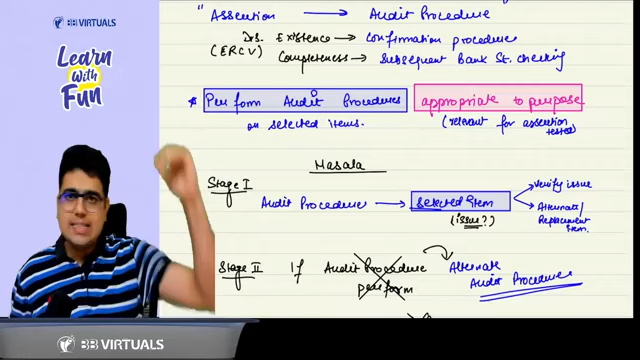 BB VIRTUALS
Learn
With
Fun
" Assertion → Audit Procedure "
Drs. Existence → Confirmation procedure
(ERCV)
Completeness → Subsequent Bank St. checking
* Perform Audit Procedures appropriate to purpose
on selected items. (relevant for assertion
tested)
Masala
Stage I
Audit Procedure → selected item
(issue?)
Verify issue
Alternate/
Replacement
item.
Stage II If Audit Procedure Alternate
perform Audit Procedure
BB VIRTUALS